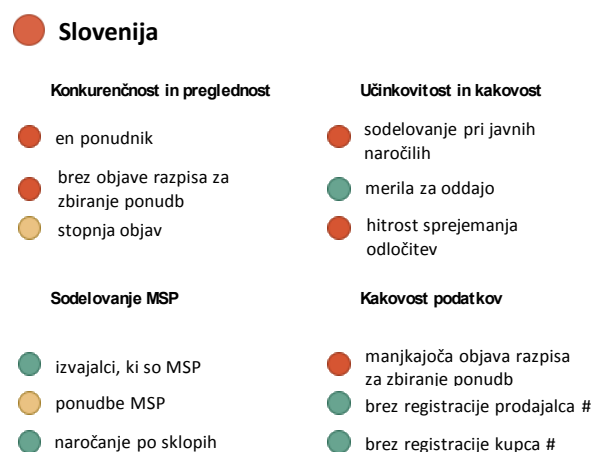 Slovenija
Konkurenčnost in preglednost
en ponudnik
brez objave razpisa za
zbiranje ponudb
stopnja objav
Učinkovitost in kakovost
sodelovanje pri javnih
naročilih
merila za oddajo
hitrost sprejemanja
odločitev
Sodelovanje MSP
izvajalci, ki so MSP
ponudbe MSP
naročanje po sklopih
Kakovost podatkov
manjkajoča objava razpisa
za zbiranje ponudb
brez registracije prodajalca #
brez registracije kupca #